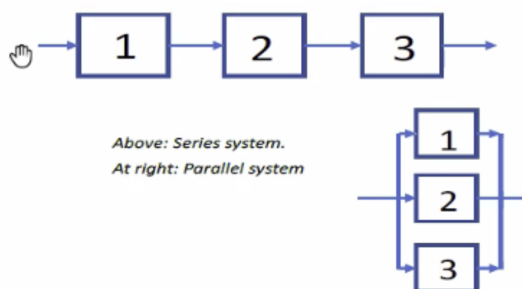 1 2 3
Above: Series system.
At right: Parallel system
1
2
3